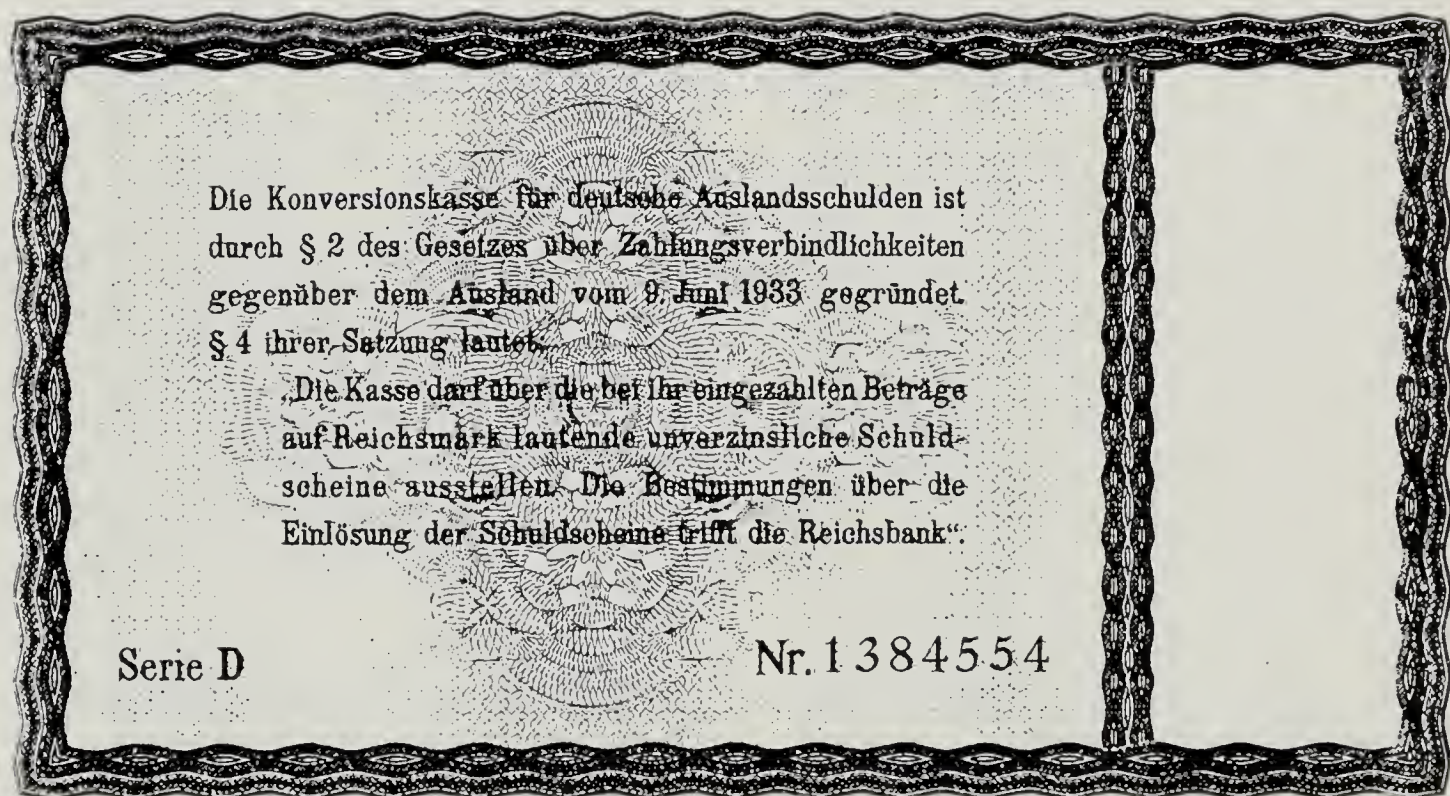 Die Konversionskasse für deutsche Auslandsschulden ist
durch § 2 des Gesetzes über Zahlungsverbindlichkeiten
gegenüber dem Ausland vom 9. Juni 1933 gegründet.
§ 4 ihrer Satzung lautet:
„Die Kasse darf über die bei ihr eingezahlten Beträge
auf Reichsmark lautende unverzinsliche Schuld-
scheine ausstellen. Die Bestimmungen über die
Einlösung der Schuldscheine trifft die Reichsbank“.
Serie D
Nr. 1384554